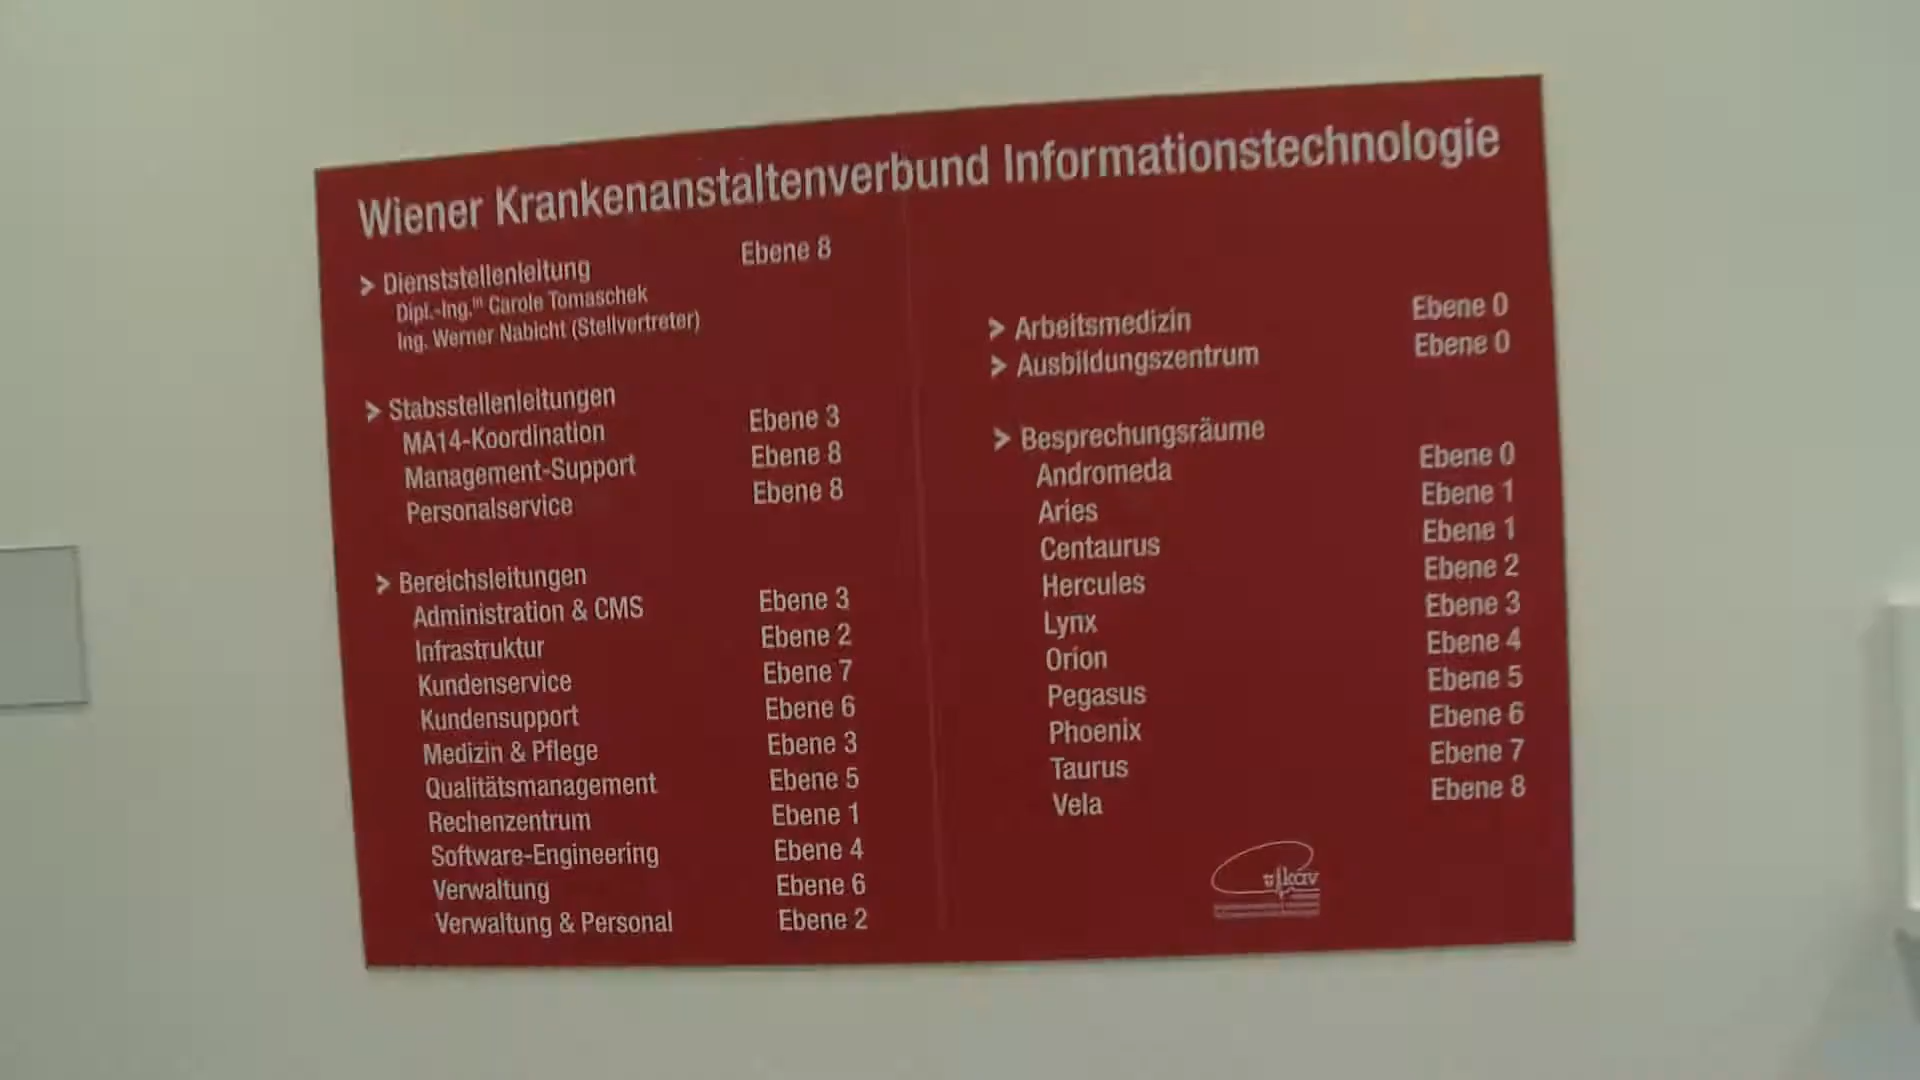 Wiener Krankenanstaltenverbund Informationstechnologie
> Dienststellenleitung Ebene 8
Dipl.-Ing.in Carole Tomaschek
Ing. Werner Nabicht (Stellvertreter)
> Stabsstellenleitungen
MA14-Koordination Ebene 3
Management-Support Ebene 8
Personalservice Ebene 8
> Bereichsleitungen
Administration & CMS Ebene 3
Infrastruktur Ebene 2
Kundenservice Ebene 7
Kundensupport Ebene 6
Medizin & Pflege Ebene 3
Qualitätsmanagement Ebene 5
Rechenzentrum Ebene 1
Software-Engineering Ebene 4
Verwaltung Ebene 6
Verwaltung & Personal Ebene 2
> Arbeitsmedizin Ebene 0
> Ausbildungszentrum Ebene 0
> Besprechungsräume
Andromeda Ebene 0
Aries Ebene 1
Centaurus Ebene 1
Hercules Ebene 2
Lynx Ebene 3
Orion Ebene 4
Pegasus Ebene 5
Phoenix Ebene 6
Taurus Ebene 7
Vela Ebene 8
kav